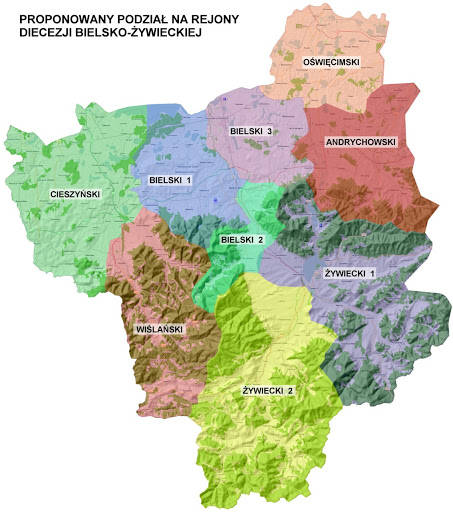 PROPONOWANY PODZIAŁ NA REJONY
DIECEZJI BIELSKO-ŻYWIECKIEJ
OŚWIĘCIMSKI
BIELSKI 3
ANDRYCHOWSKI
CIESZYŃSKI
BIELSKI 1
BIELSKI 2
ŻYWIECKI 1
WIŚLAŃSKI
ŻYWIECKI 2